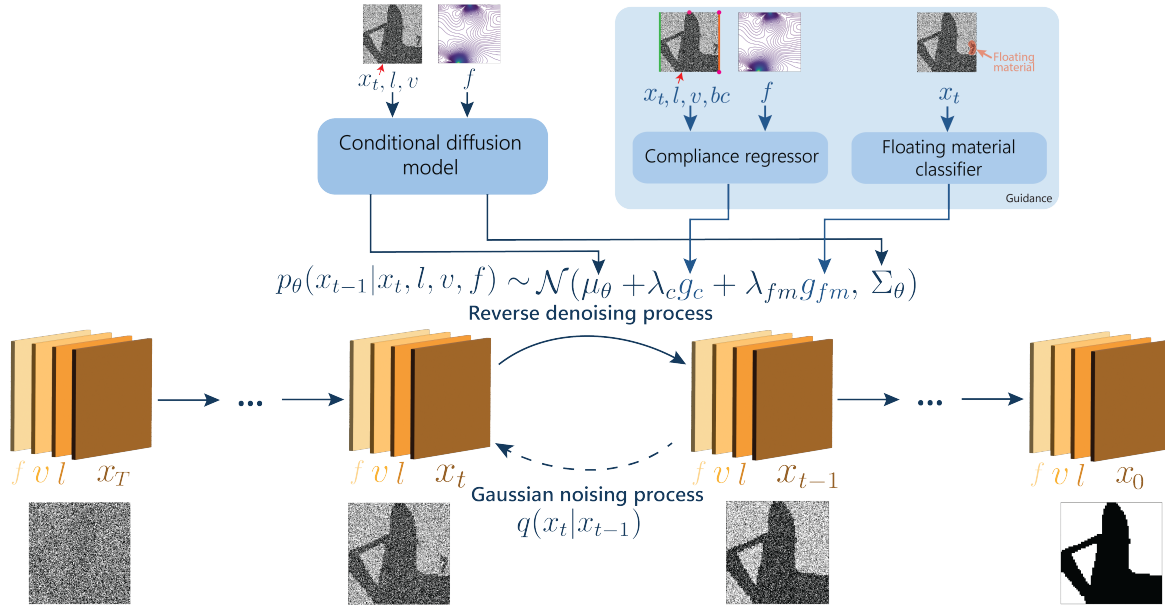 x_t, l, v
f
x_t, l, v, bc
f
x_t
Floating
material
Conditional diffusion
model
Compliance regressor
Floating material
classifier
Guidance
p_θ(x_{t−1}|x_t, l, v, f) ∼ 𝒩(μ_θ +λ_c g_c + λ_{fm} g_{fm}, Σ_θ)
Reverse denoising process
...
...
f v l x_T
f v l x_t
f v l x_{t−1}
f v l x_0
Gaussian noising process
q(x_t|x_{t−1})